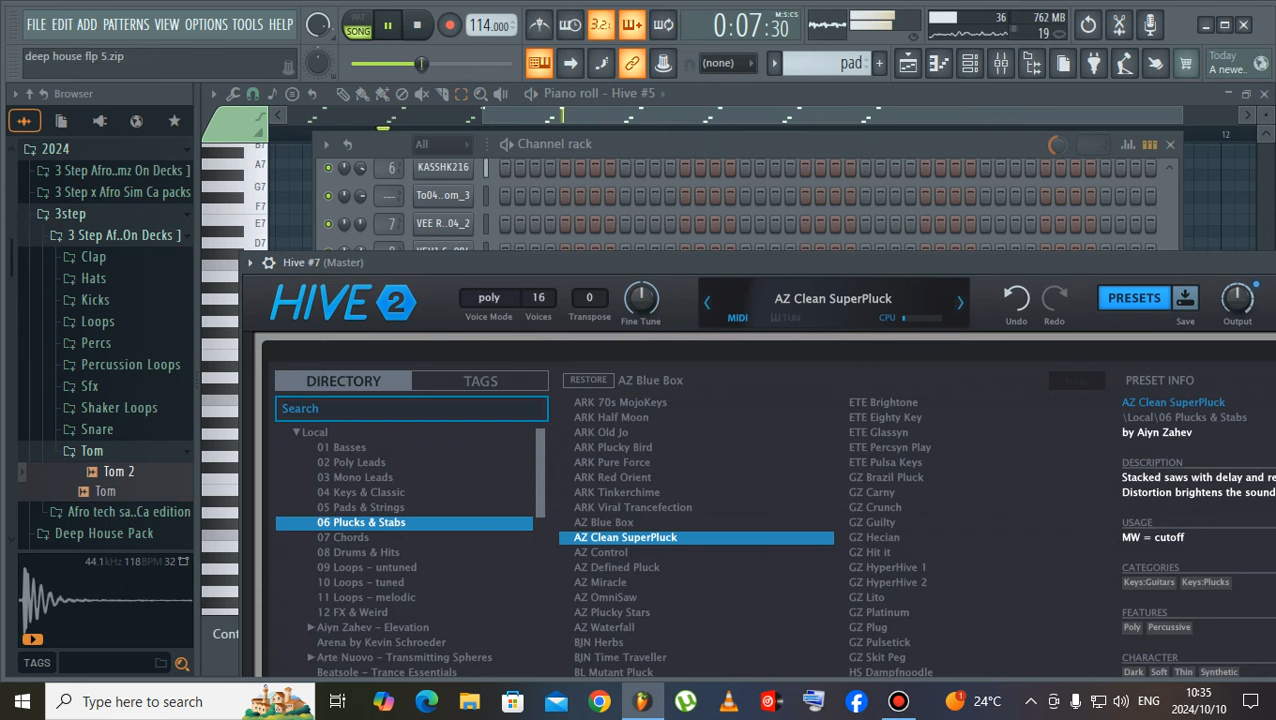 FILE EDIT ADD PATTERNS VIEW OPTIONS TOOLS HELP
PAT
SONG
3.2.
114.000
0:07:30
M:S:CS
36
762 MB
19
deep house flp 5.zip
(none)
pad
Today
A newe..
Browser
Piano roll - Hive #5
2024
3 Step Afro...mz On Decks ]
3 Step x Afro Sim Ca packs
3step
3 Step Af..On Decks ]
Clap
Hats
Kicks
Loops
Percs
Percussion Loops
Sfx
Shaker Loops
Snare
Tom
Tom 2
Tom
Afro tech sa..Ca edition
Deep House Pack
44.1kHz 118BPM 32
TAGS
B7
A7
G7
F7
E7
D7
12
All
Channel rack
6
KASSHK216
---
To04..om_3
7
VEE R..04_2
Cont
Hive #7 (Master)
HIVE 2
poly
16
0
Voice Mode
Voices
Transpose
Fine Tune
AZ Clean SuperPluck
MIDI
TUN
CPU
Undo
Redo
PRESETS
Save
Output
DIRECTORY
TAGS
Search
Local
01 Basses
02 Poly Leads
03 Mono Leads
04 Keys & Classic
05 Pads & Strings
06 Plucks & Stabs
07 Chords
08 Drums & Hits
09 Loops - untuned
10 Loops - tuned
11 Loops - melodic
12 FX & Weird
Aiyn Zahev - Elevation
Arena by Kevin Schroeder
Arte Nuovo - Transmitting Spheres
Beatsole - Trance Essentials
RESTORE
AZ Blue Box
ARK 70s MojoKeys
ARK Half Moon
ARK Old Jo
ARK Plucky Bird
ARK Pure Force
ARK Red Orient
ARK Tinkerchime
ARK Viral Trancefection
AZ Blue Box
AZ Clean SuperPluck
AZ Control
AZ Defined Pluck
AZ Miracle
AZ OmniSaw
AZ Plucky Stars
AZ Waterfall
BJN Herbs
BJN Time Traveller
BL Mutant Pluck
ETE Brightone
ETE Eighty Key
ETE Glassyn
ETE Percsyn Play
ETE Pulsa Keys
GZ Brazil Pluck
GZ Carny
GZ Crunch
GZ Guilty
GZ Hecian
GZ Hit it
GZ HyperHive 1
GZ HyperHive 2
GZ Lito
GZ Platinum
GZ Plug
GZ Pulsetick
GZ Skit Peg
HS Dampfnoodle
PRESET INFO
AZ Clean SuperPluck
\Local\06 Plucks & Stabs
by Aiyn Zahev
DESCRIPTION
Stacked saws with delay and re
Distortion brightens the sound
USAGE
MW = cutoff
CATEGORIES
Keys:Guitars
Keys:Plucks
FEATURES
Poly
Percussive
CHARACTER
Dark
Soft
Thin
Synthetic
Type here to search
1
24°C
ENG
10:35
2024/10/10